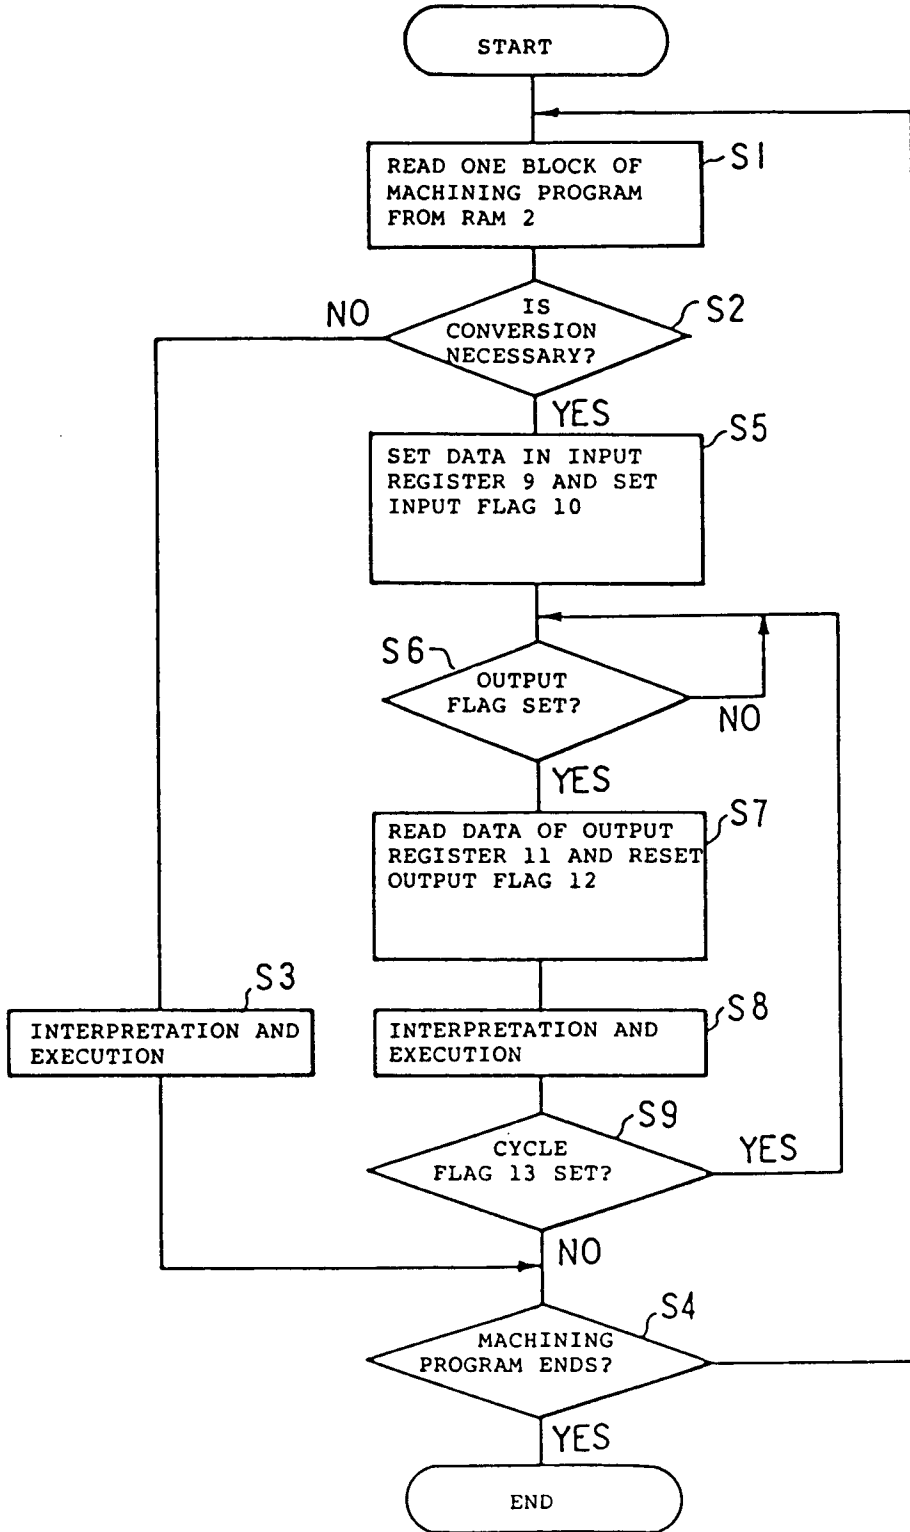 START
READ ONE BLOCK OF
MACHINING PROGRAM
FROM RAM 2
S1
IS
CONVERSION
NECESSARY?
S2
NO
YES
SET DATA IN INPUT
REGISTER 9 AND SET
INPUT FLAG 10
S5
S6
OUTPUT
FLAG SET?
NO
YES
READ DATA OF OUTPUT
REGISTER 11 AND RESET
OUTPUT FLAG 12
S7
S3
INTERPRETATION AND
EXECUTION
INTERPRETATION AND
EXECUTION
S8
CYCLE
FLAG 13 SET?
S9
YES
NO
MACHINING
PROGRAM ENDS?
S4
YES
END